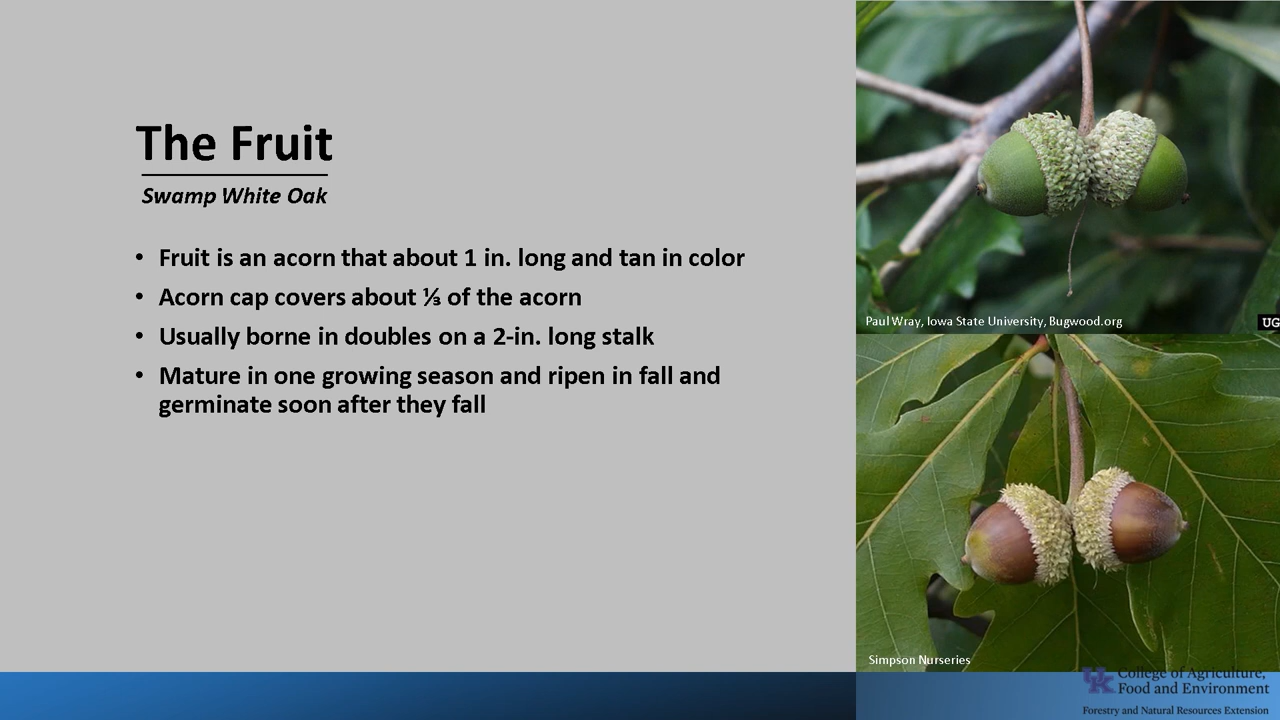 The Fruit
Swamp White Oak
• Fruit is an acorn that about 1 in. long and tan in color
• Acorn cap covers about ⅓ of the acorn
• Usually borne in doubles on a 2-in. long stalk
• Mature in one growing season and ripen in fall and
germinate soon after they fall
Paul Wray, Iowa State University, Bugwood.org
UG
Simpson Nurseries
UK College of Agriculture,
Food and Environment
Forestry and Natural Resources Extension